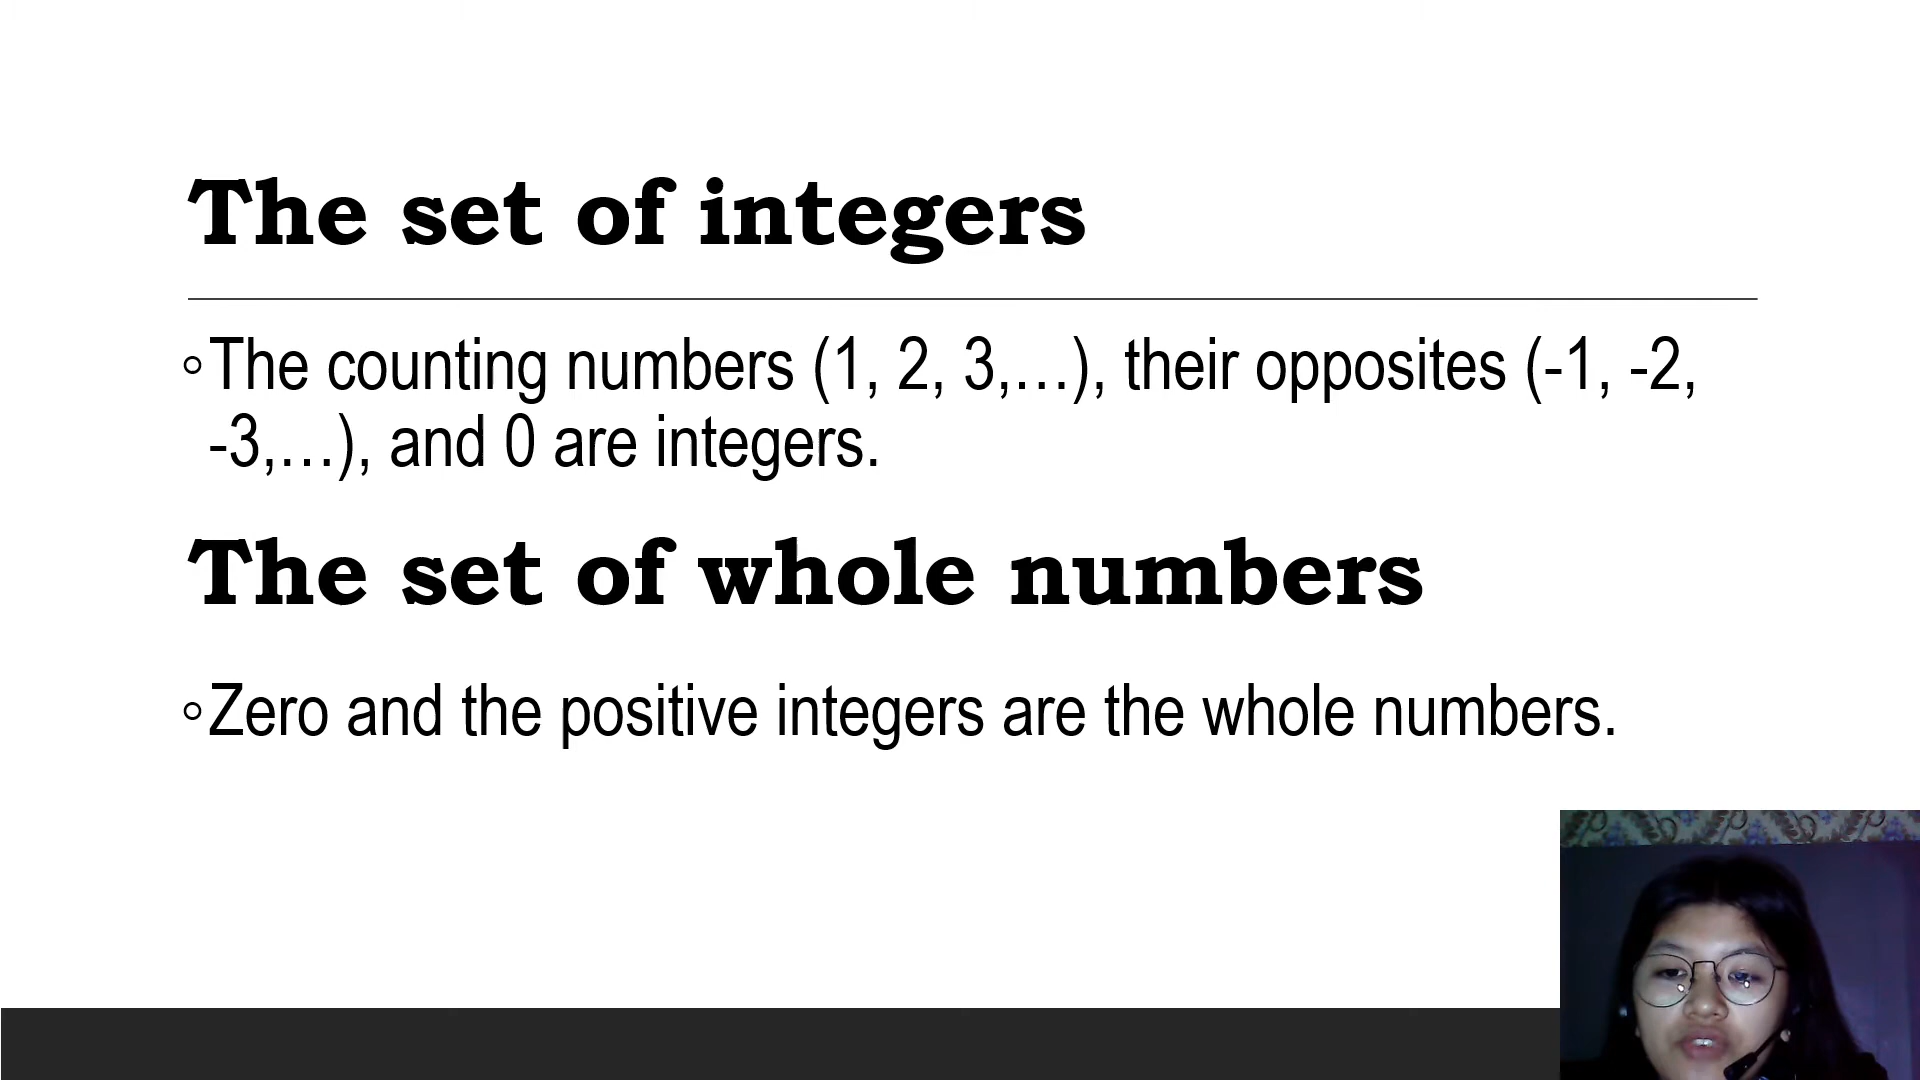 The set of integers
◦The counting numbers (1, 2, 3,…), their opposites (-1, -2,
-3,…), and 0 are integers.
The set of whole numbers
◦Zero and the positive integers are the whole numbers.